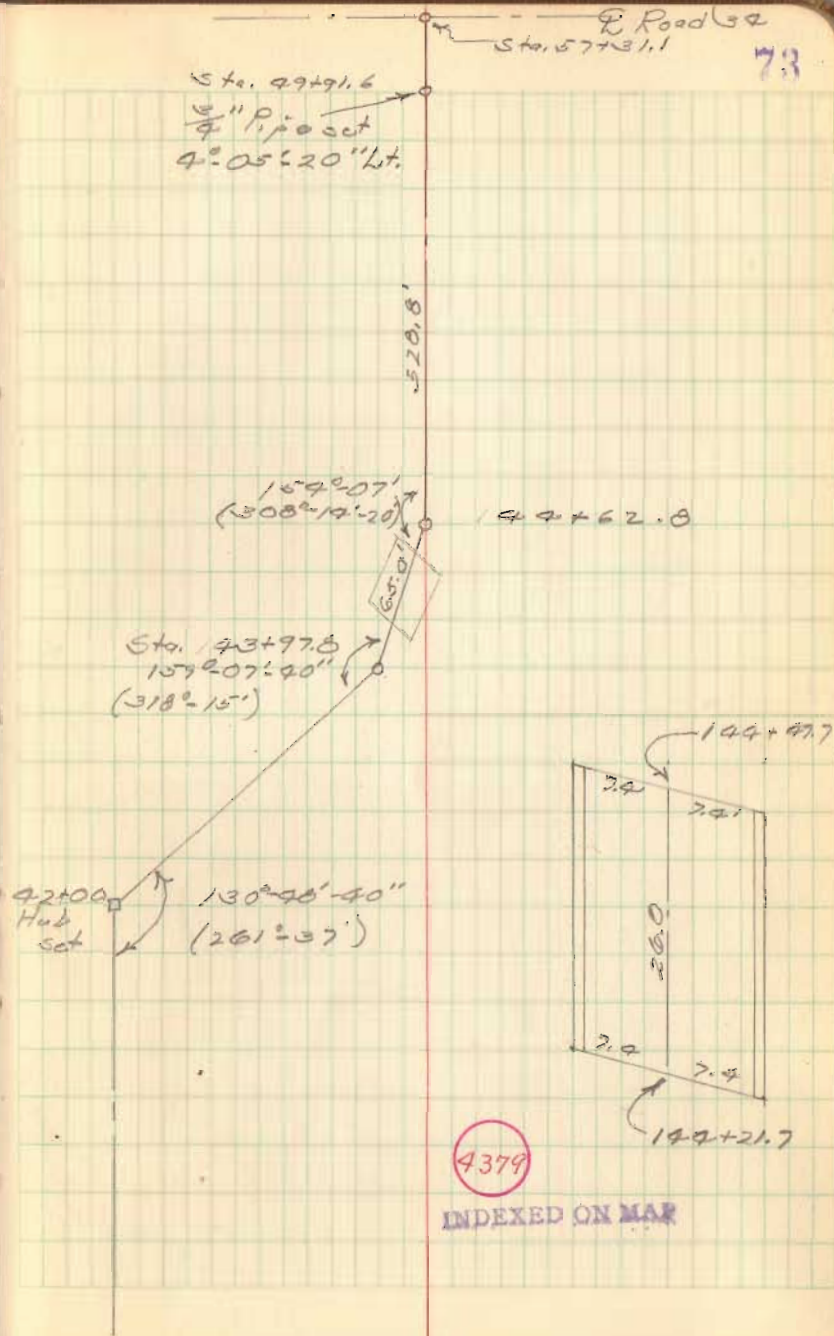 ℄ Road 34
Sta. 57+31.1
73
Sta. 49+91.6
3/4" Pipe set
4°-05'-20" Lt.
528.8'
154°-07'
(308°-14'-20")
44+62.8
65.0'
Sta. 43+97.8
159°-07'-40"
(318°-15')
144+47.7
7.4
7.4'
42+00
Hub
set
130°-48'-40"
(261°-37')
26.0
7.4
7.4
144+21.7
4379
INDEXED ON MAP